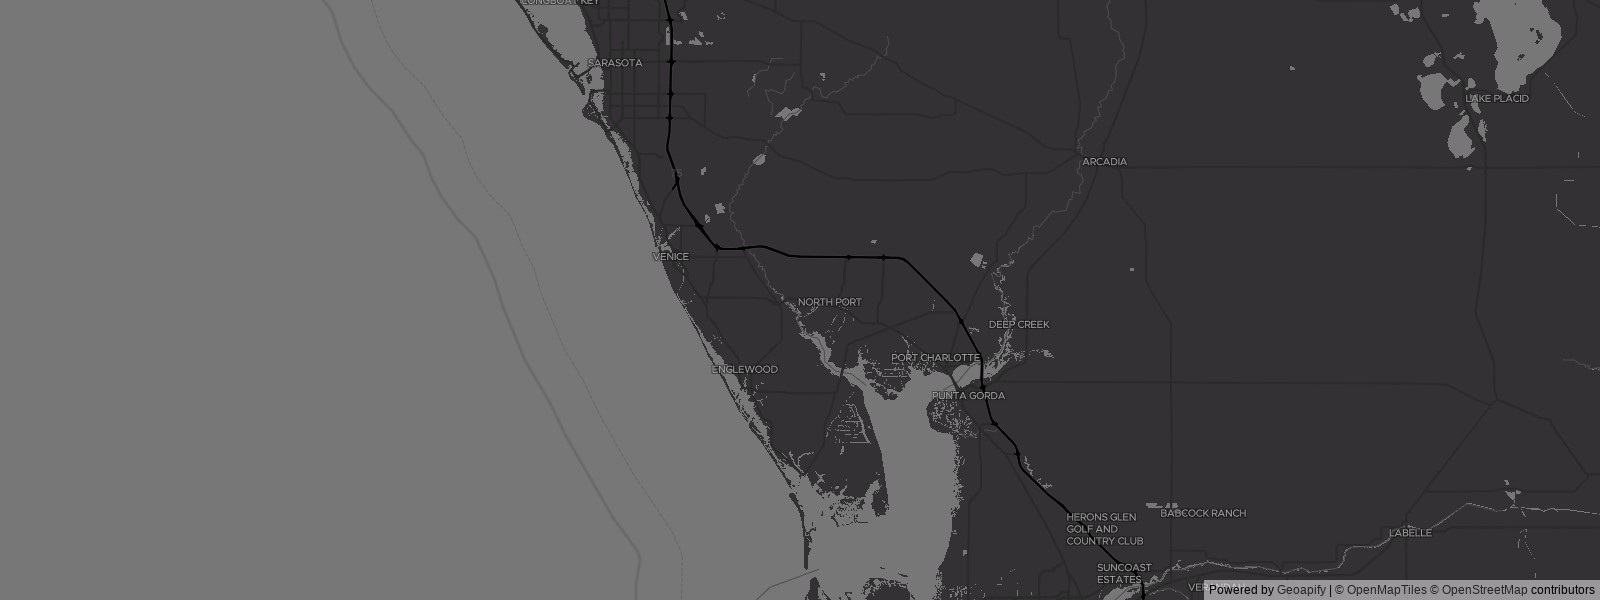 LONGBOAT KEY
SARASOTA
LAKE PLACID
ARCADIA
VENICE
NORTH PORT
DEEP CREEK
PORT CHARLOTTE
ENGLEWOOD
PUNTA GORDA
HERONS GLEN
GOLF AND
COUNTRY CLUB
BABCOCK RANCH
LABELLE
SUNCOAST
ESTATES
Powered by Geoapify | © OpenMapTiles © OpenStreetMap contributors